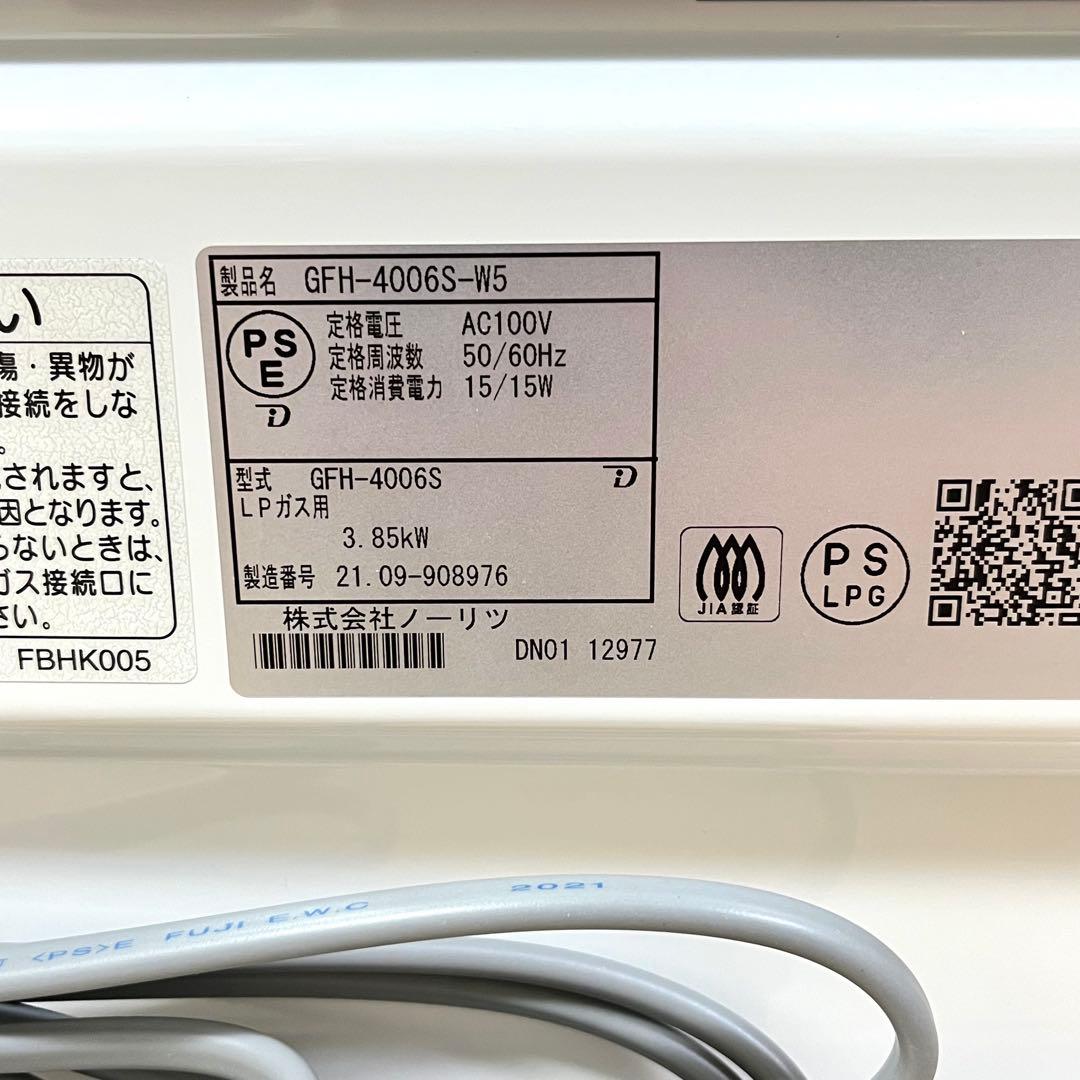 い
傷・異物が
接続をしな
。
されますと、
因となります。
らないときは、
ガス接続口に
さい。
FBHK005
製品名 GFH-4006S-W5
PS
E
定格電圧 AC100V
定格周波数 50/60Hz
定格消費電力 15/15W
型式 GFH-4006S
LPガス用
3.85kW
製造番号 21.09-908976
株式会社ノーリツ
DN01 12977
JIA認証
PS
LPG
<PS>E FUJI E.W.C 2021